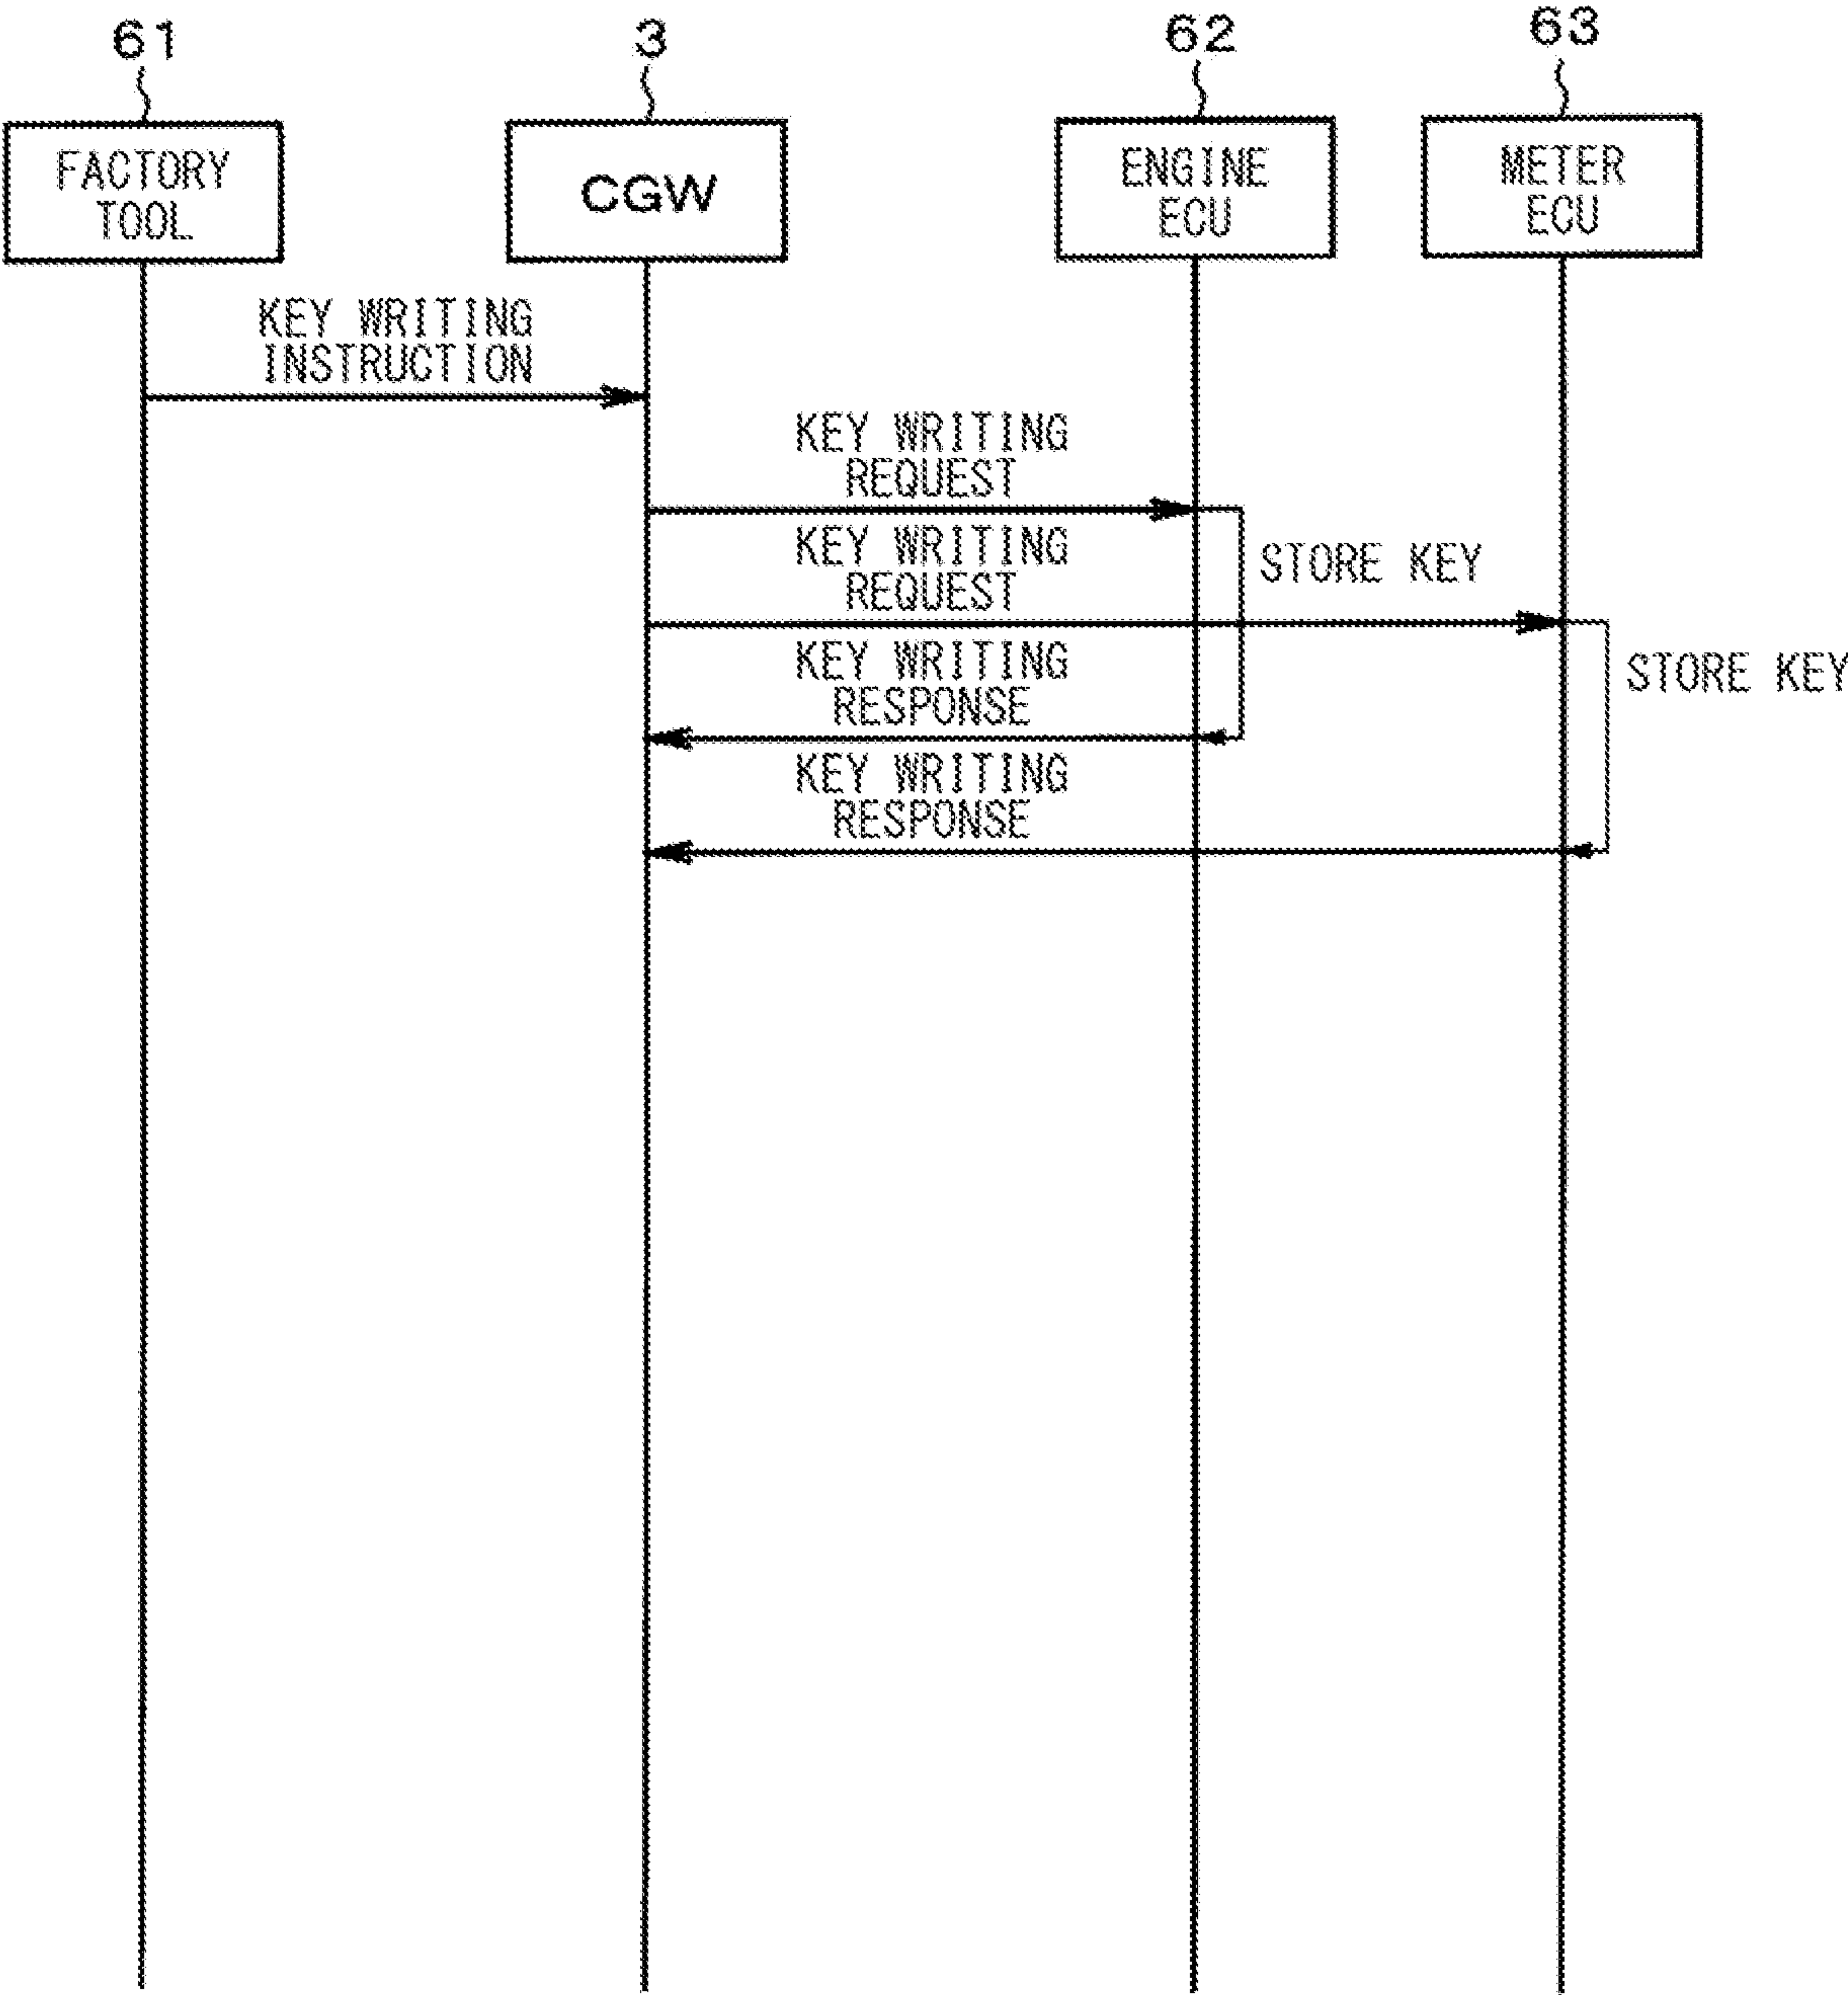 61
3
62
63
FACTORY
TOOL
CGW
ENGINE
ECU
METER
ECU
KEY WRITING
INSTRUCTION
KEY WRITING
REQUEST
KEY WRITING
REQUEST
STORE KEY
KEY WRITING
RESPONSE
STORE KEY
KEY WRITING
RESPONSE